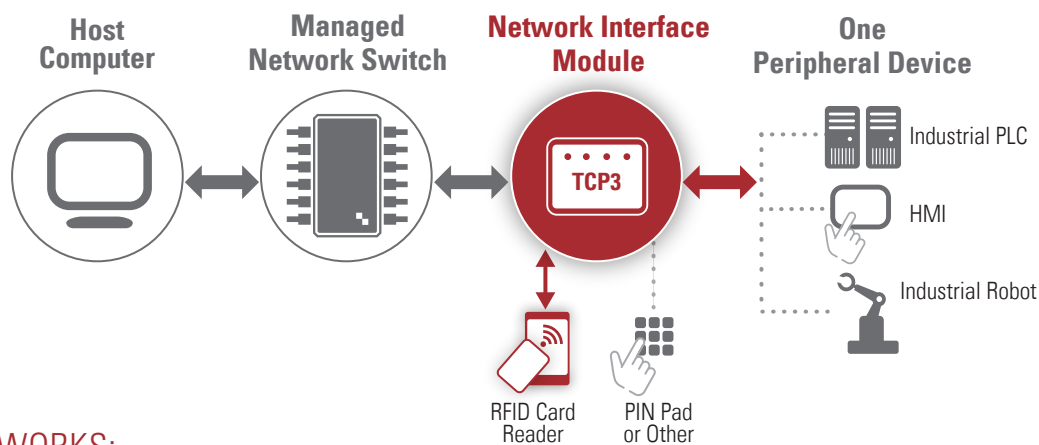 Host
Computer
Managed
Network Switch
Network Interface
Module
One
Peripheral Device
TCP3
Industrial PLC
HMI
Industrial Robot
RFID Card
Reader
PIN Pad
or Other
WORKS: